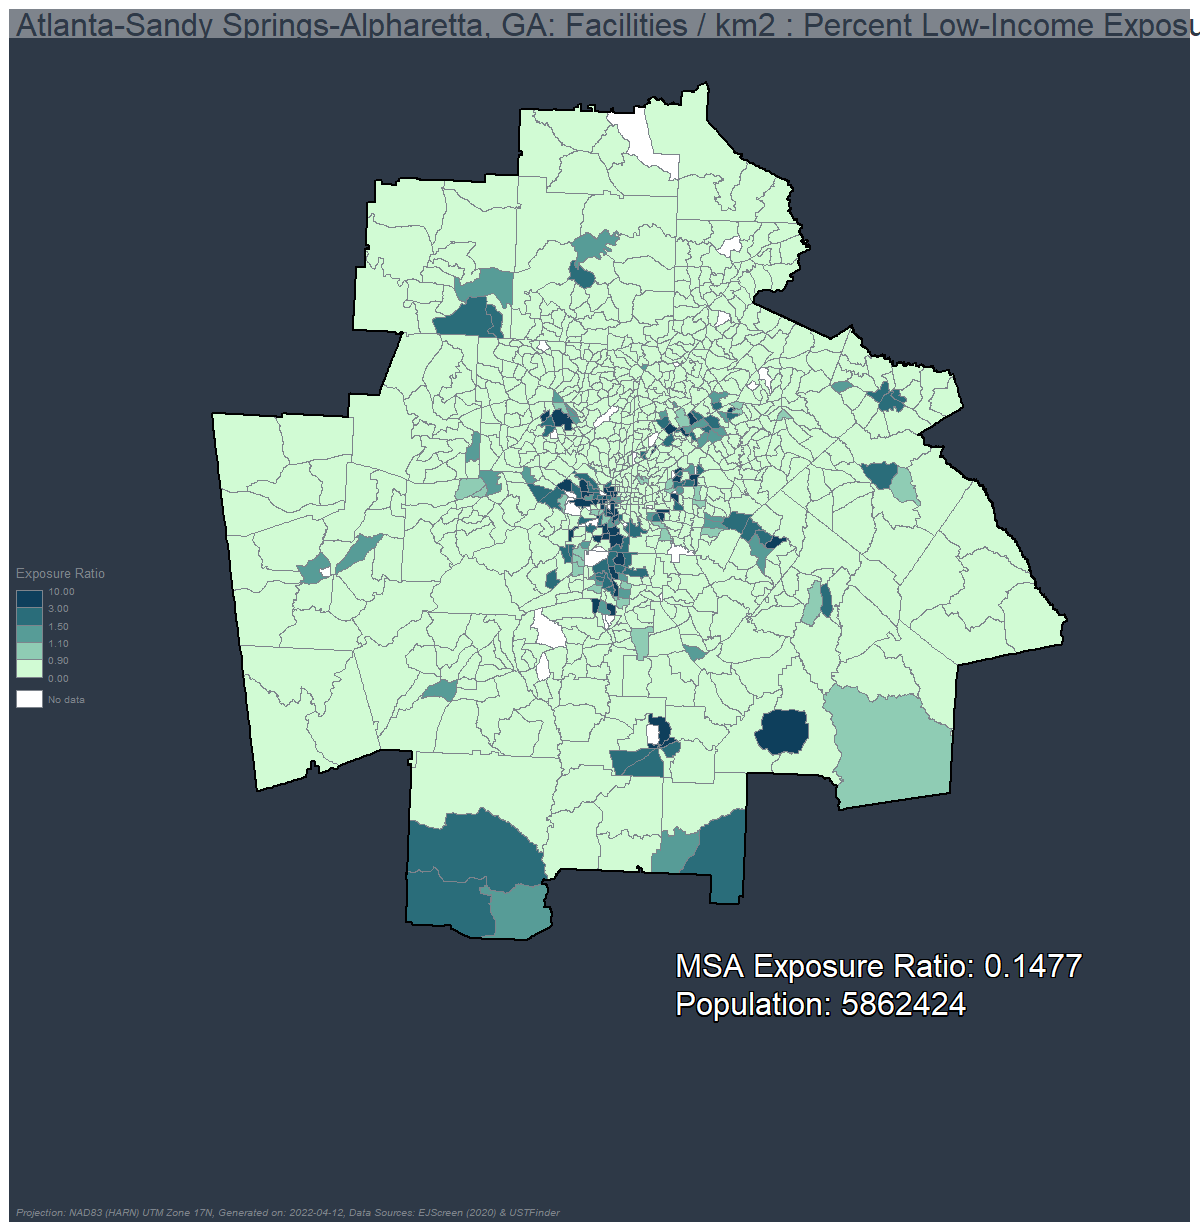 Atlanta-Sandy Springs-Alpharetta, GA: Facilities / km2 : Percent Low-Income Exposu
Exposure Ratio
10.00
3.00
1.50
1.10
0.90
0.00
No data
MSA Exposure Ratio: 0.1477
Population: 5862424
Projection: NAD83 (HARN) UTM Zone 17N, Generated on: 2022-04-12, Data Sources: EJScreen (2020) & USTFinder